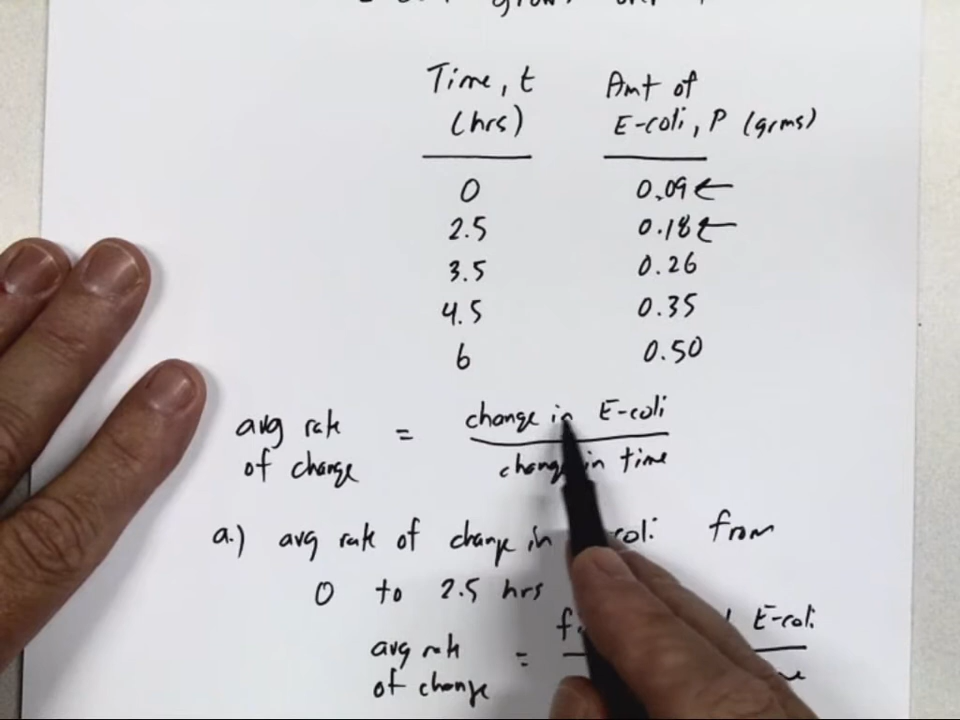 grows
Time, t
(hrs)
Amt of
E-coli, P (grms)
0 0.09 ←
2.5 0.18 ←
3.5 0.26
4.5 0.35
6 0.50
avg rate
of change
=
change in E-coli
change in time
a.) avg rate of change in coli from
0 to 2.5 hrs
avg rate
of change
=
E-coli